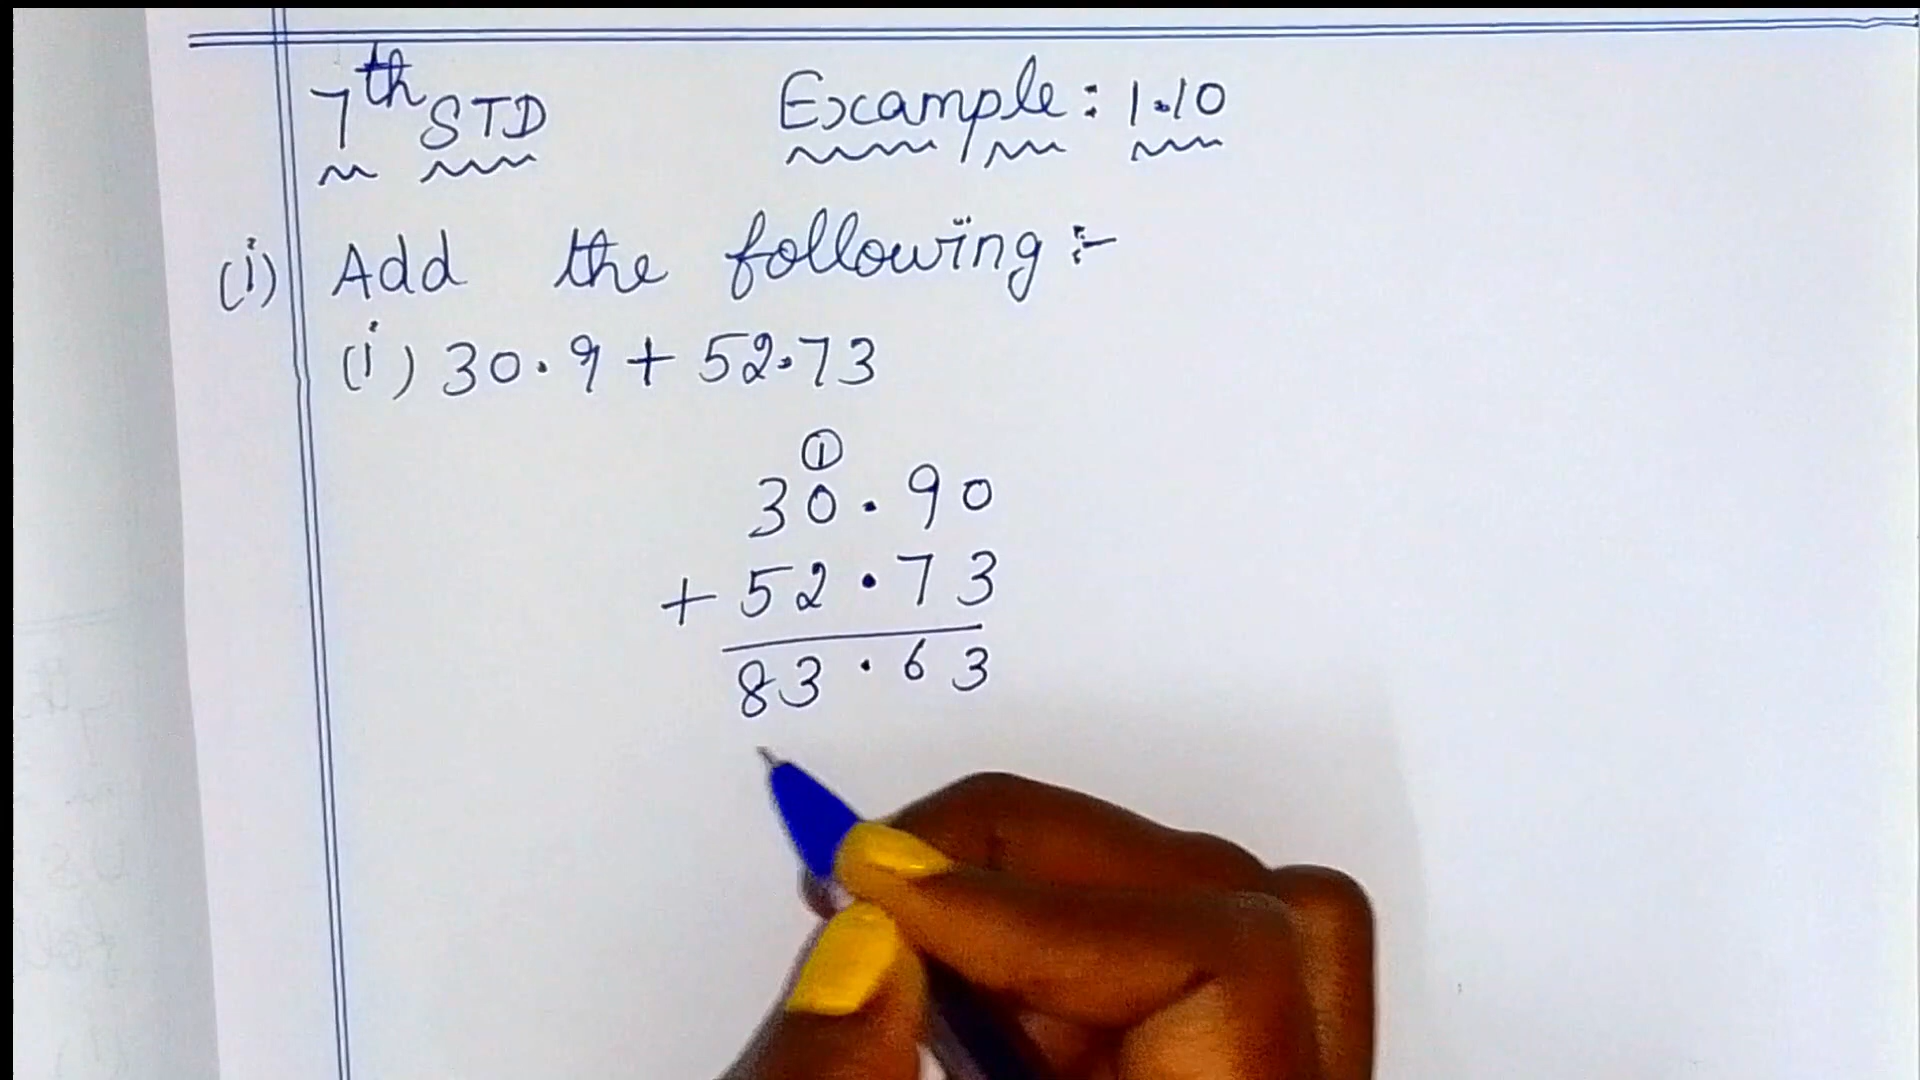 7th STD Example: 1.10
(i) Add the following :-
(i) 30.9 + 52.73
1
30.90
+ 52.73
83.63